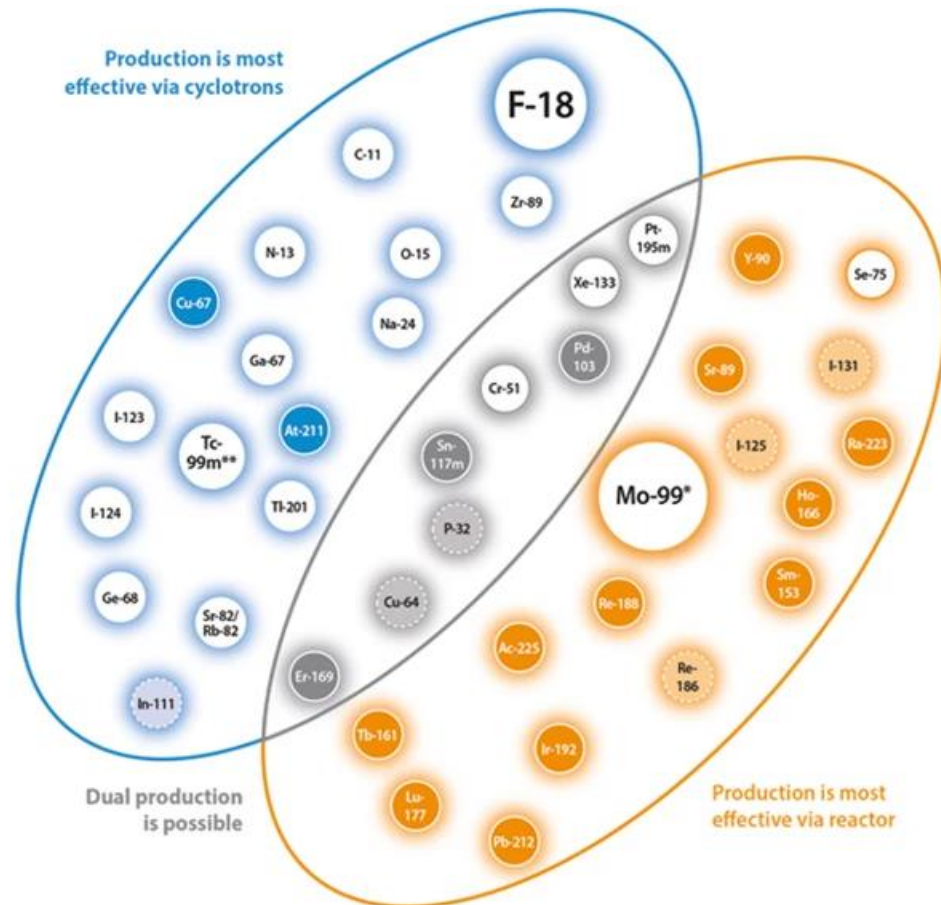 Production is most
effective via cyclotrons
F-18
C-11
Zr-89
N-13
O-15
Cu-67
Na-24
Ga-67
I-123
At-211
Tc-
99m**
Tl-201
I-124
Ge-68
Sr-82/
Rb-82
In-111
Pt-
195m
Xe-133
Pd-
103
Cr-51
Sn-
117m
P-32
Cu-64
Er-169
Dual production
is possible
Y-90
Se-75
Sr-89
I-131
I-125
Ra-223
Mo-99*
Ho-
166
Sm-
153
Re-188
Ac-225
Re-
186
Tb-161
Ir-192
Lu-
177
Pb-212
Production is most
effective via reactor